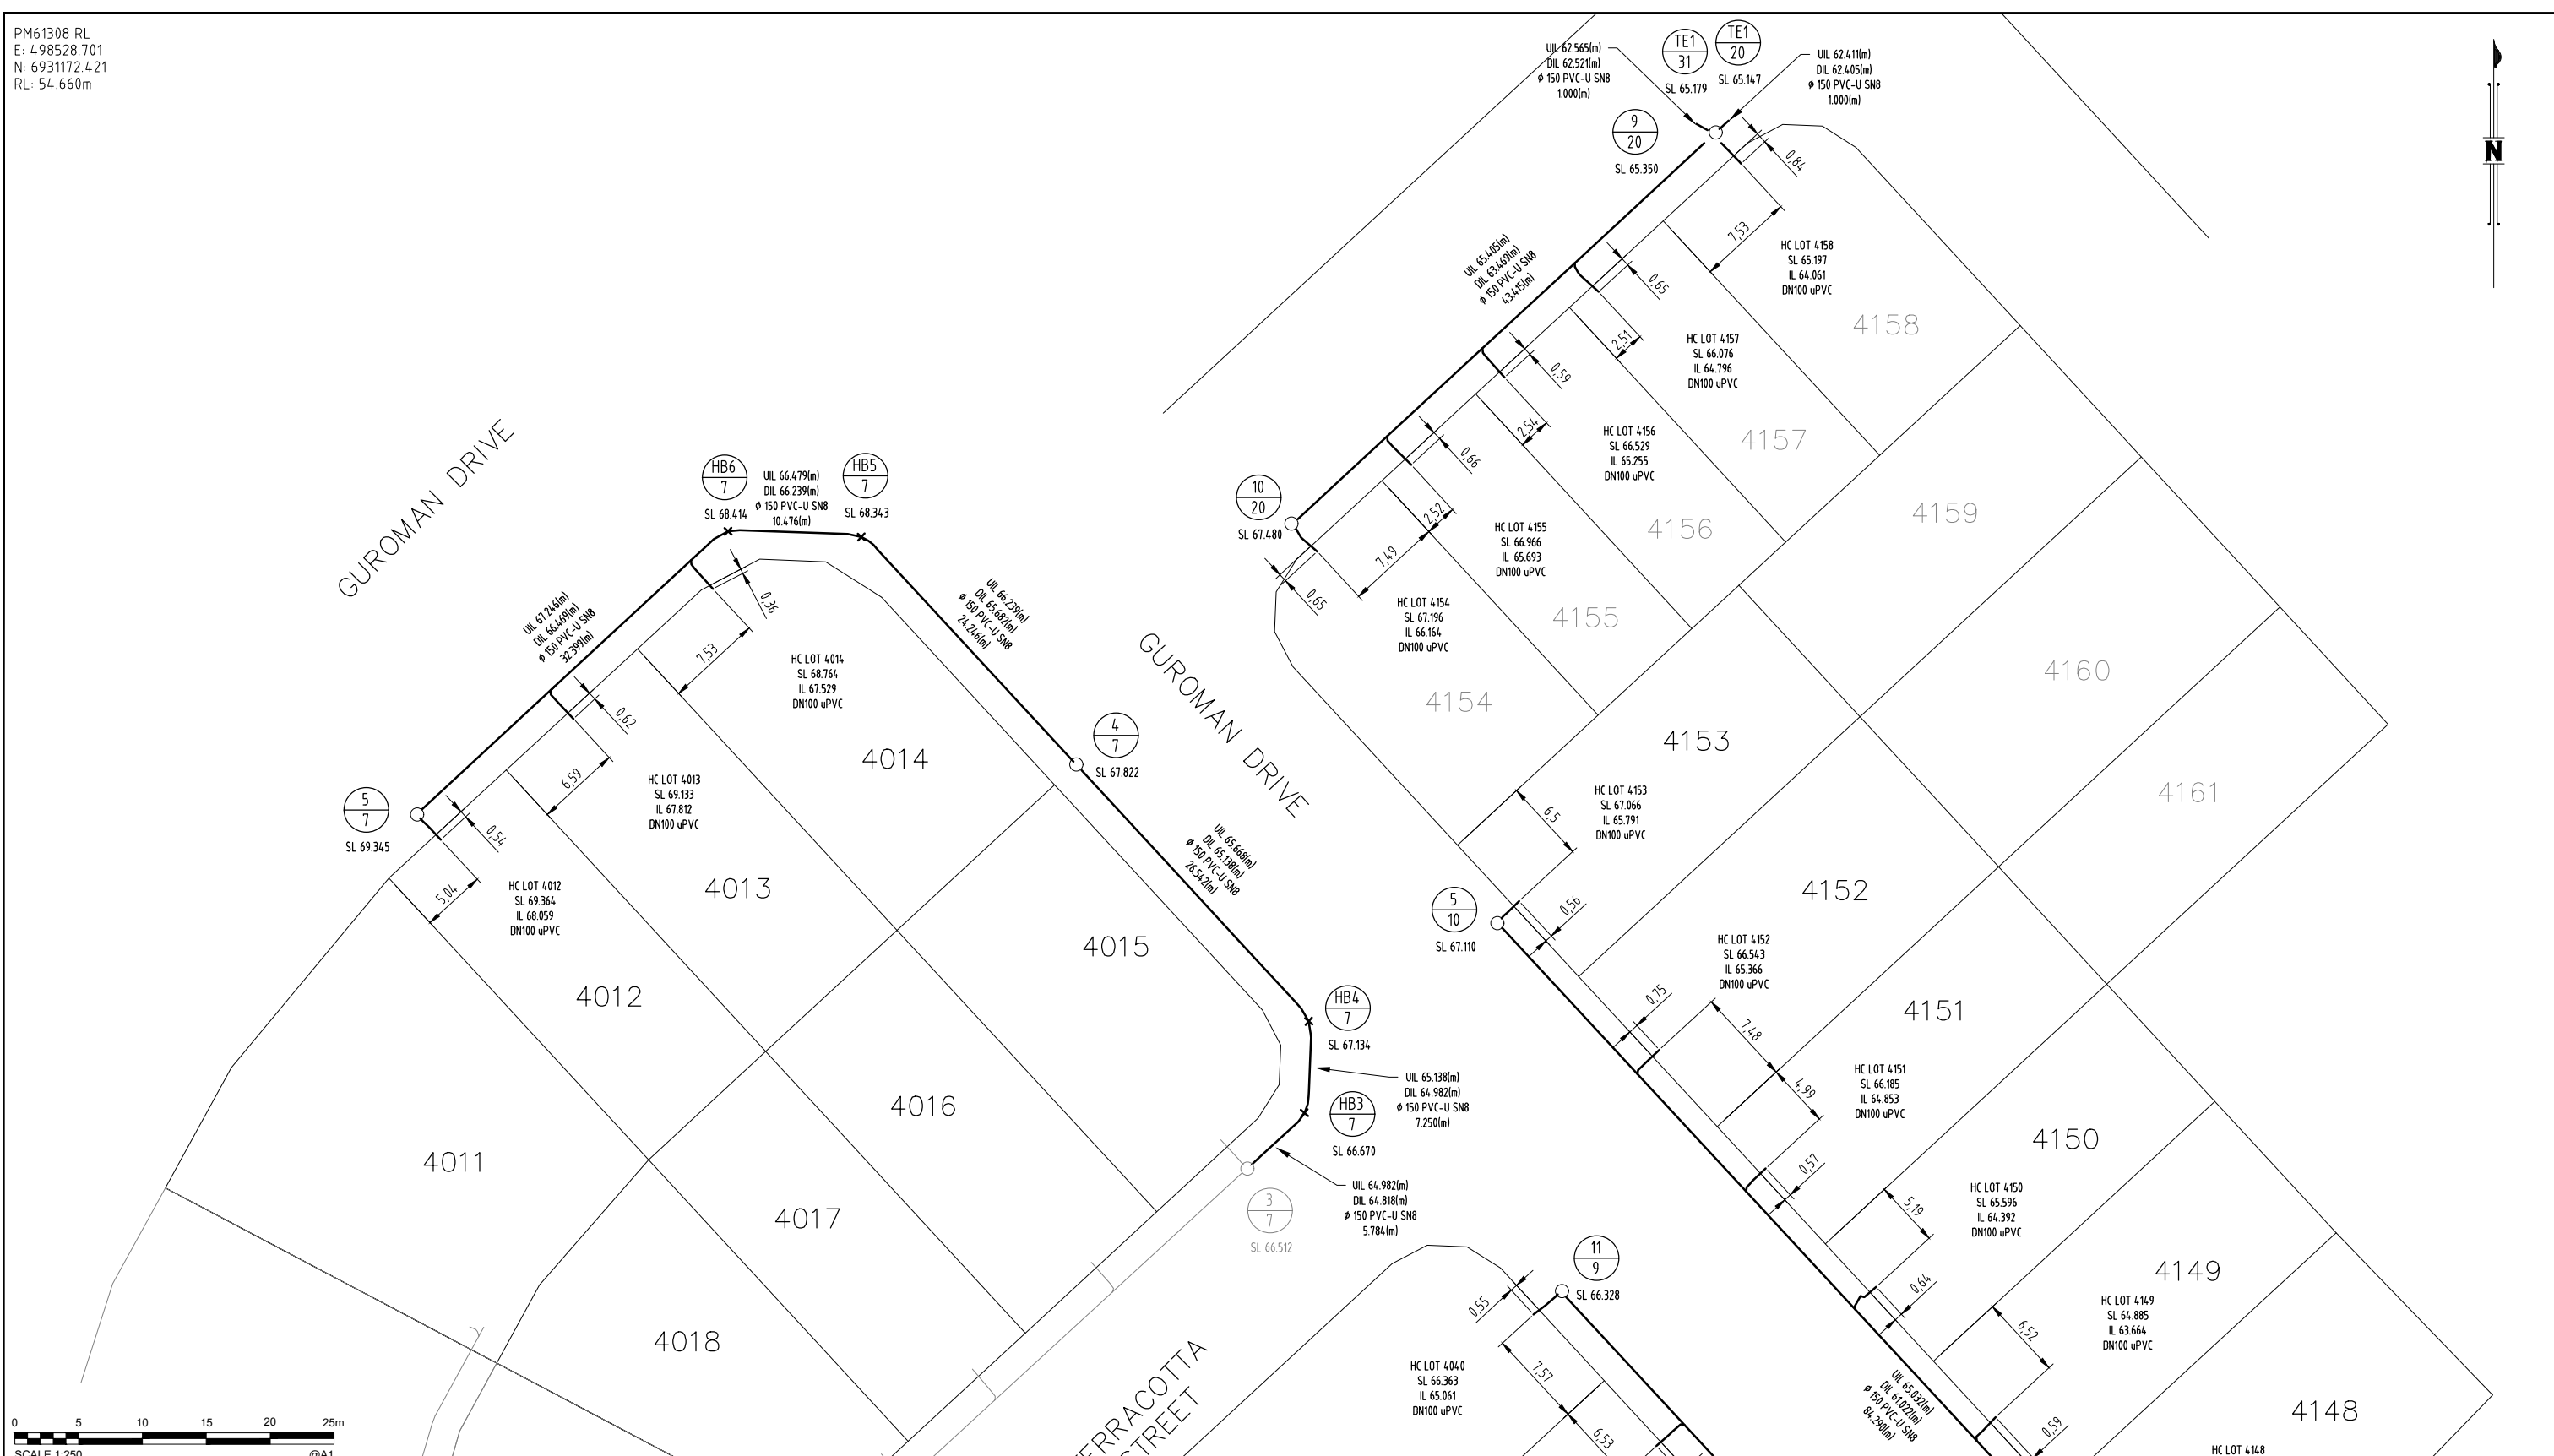 PM61308 RL
E: 498528.701
N: 6931172.421
RL: 54.660m
UIL 62.565(m)
DIL 62.521(m)
ø 150 PVC-U SN8
1.000(m)
TE1
31
SL 65.179
TE1
20
SL 65.147
UIL 62.411(m)
DIL 62.405(m)
ø 150 PVC-U SN8
1.000(m)
N
9
20
SL 65.350
0,84
7,53
HC LOT 4158
SL 65.197
IL 64.061
DN100 uPVC
4158
UIL 65.405(m)
DIL 63.469(m)
ø 150 PVC-U SN8
43.415(m)
0,65
2,51
HC LOT 4157
SL 66.076
IL 64.796
DN100 uPVC
4157
0,59
2,54
HC LOT 4156
SL 66.529
IL 65.255
DN100 uPVC
4156
0,66
2,52
HC LOT 4155
SL 66.966
IL 65.693
DN100 uPVC
4155
10
20
SL 67.480
7,49
0,65
HC LOT 4154
SL 67.196
IL 66.164
DN100 uPVC
4154
4159
4160
4161
GUROMAN DRIVE
HB6
7
SL 68.414
UIL 66.479(m)
DIL 66.239(m)
ø 150 PVC-U SN8
10.476(m)
HB5
7
SL 68.343
UIL 67.246(m)
DIL 66.469(m)
ø 150 PVC-U SN8
32.399(m)
0,36
7,53
HC LOT 4014
SL 68.764
IL 67.529
DN100 uPVC
4014
UIL 66.239(m)
DIL 65.682(m)
ø 150 PVC-U SN8
24.246(m)
GUROMAN DRIVE
0,62
6,59
HC LOT 4013
SL 69.133
IL 67.812
DN100 uPVC
4013
4
7
SL 67.822
5
7
SL 69.345
0,54
5,04
HC LOT 4012
SL 69.364
IL 68.059
DN100 uPVC
4012
UIL 65.668(m)
DIL 65.138(m)
ø 150 PVC-U SN8
26.542(m)
4015
4153
HC LOT 4153
SL 67.066
IL 65.791
DN100 uPVC
6,5
5
10
SL 67.110
0,56
4152
HC LOT 4152
SL 66.543
IL 65.366
DN100 uPVC
0,75
7,48
4151
HC LOT 4151
SL 66.185
IL 64.853
DN100 uPVC
4,99
0,57
HB4
7
SL 67.134
UIL 65.138(m)
DIL 64.982(m)
ø 150 PVC-U SN8
7.250(m)
HB3
7
SL 66.670
UIL 64.982(m)
DIL 64.818(m)
ø 150 PVC-U SN8
5.784(m)
3
7
SL 66.512
4016
4011
4017
4018
4150
HC LOT 4150
SL 65.596
IL 64.392
DN100 uPVC
5,19
0,64
4149
HC LOT 4149
SL 64.885
IL 63.664
DN100 uPVC
6,52
11
9
SL 66.328
0,55
HC LOT 4040
SL 66.363
IL 65.061
DN100 uPVC
7,57
6,53
UIL 65.032(m)
DIL 61.022(m)
ø 150 PVC-U SN8
84.290(m)
0,59
4148
HC LOT 4148
TERRACOTTA
STREET
0 5 10 15 20 25m
SCALE 1:250 @A1